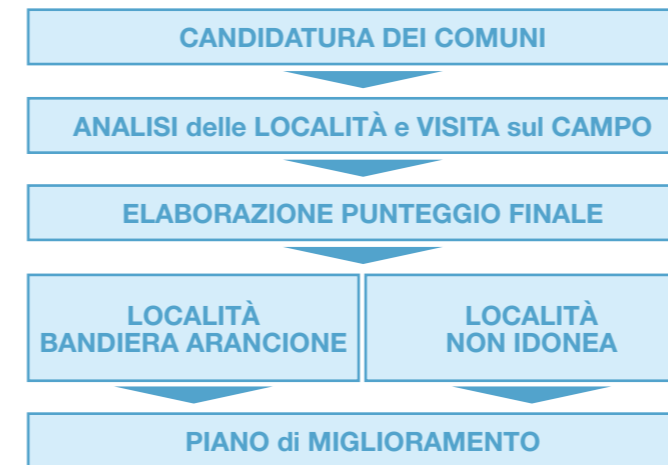 CANDIDATURA DEI COMUNI
ANALISI delle LOCALITÀ e VISITA sul CAMPO
ELABORAZIONE PUNTEGGIO FINALE
LOCALITÀ
BANDIERA ARANCIONE
LOCALITÀ
NON IDONEA
PIANO di MIGLIORAMENTO